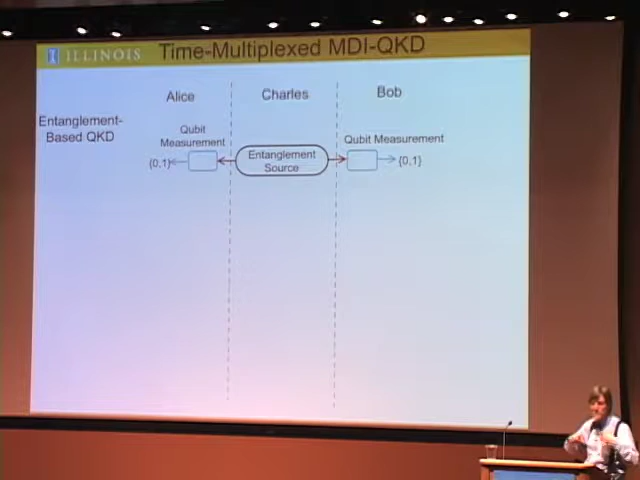 I ILLINOIS Time-Multiplexed MDI-QKD
Alice Charles Bob
Entanglement-
Based QKD
Qubit
Measurement
{0,1}
Entanglement
Source
Qubit Measurement
{0,1}